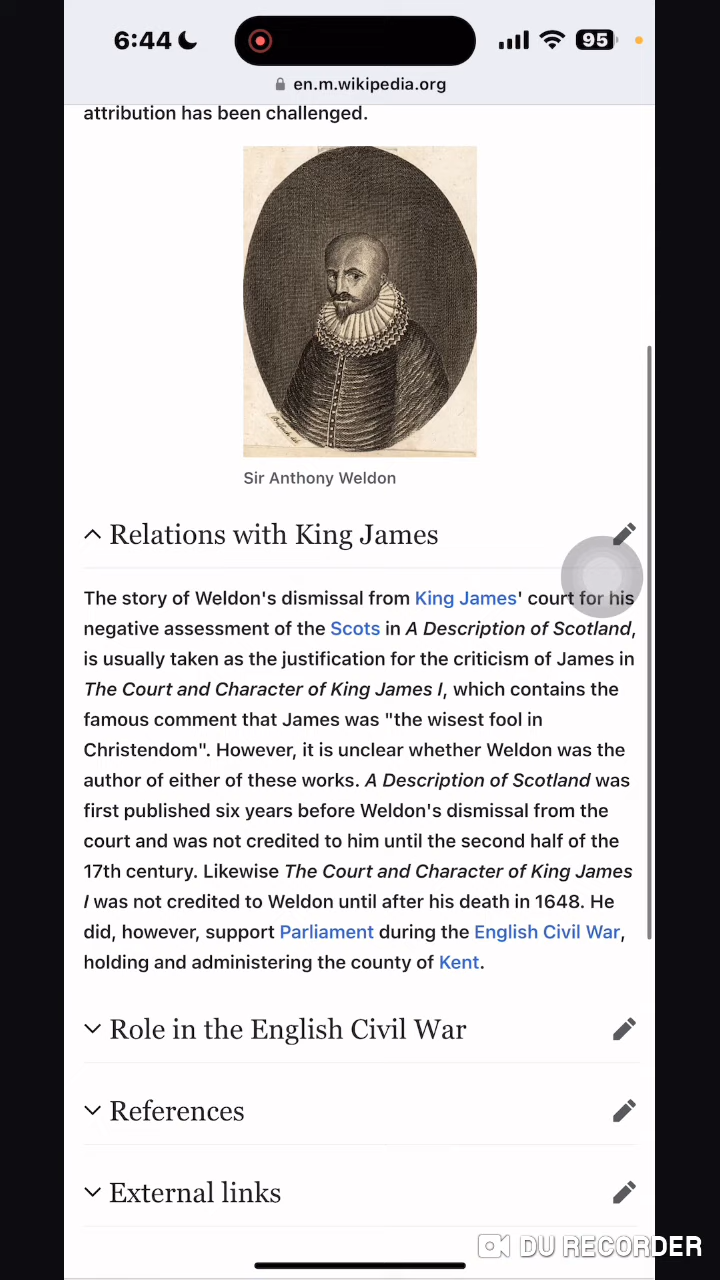 6:44
95
en.m.wikipedia.org
attribution has been challenged.
Sir Anthony Weldon
Relations with King James
The story of Weldon's dismissal from King James' court for his
negative assessment of the Scots in A Description of Scotland,
is usually taken as the justification for the criticism of James in
The Court and Character of King James I, which contains the
famous comment that James was "the wisest fool in
Christendom". However, it is unclear whether Weldon was the
author of either of these works. A Description of Scotland was
first published six years before Weldon's dismissal from the
court and was not credited to him until the second half of the
17th century. Likewise The Court and Character of King James
I was not credited to Weldon until after his death in 1648. He
did, however, support Parliament during the English Civil War,
holding and administering the county of Kent.
Role in the English Civil War
References
External links
DU RECORDER